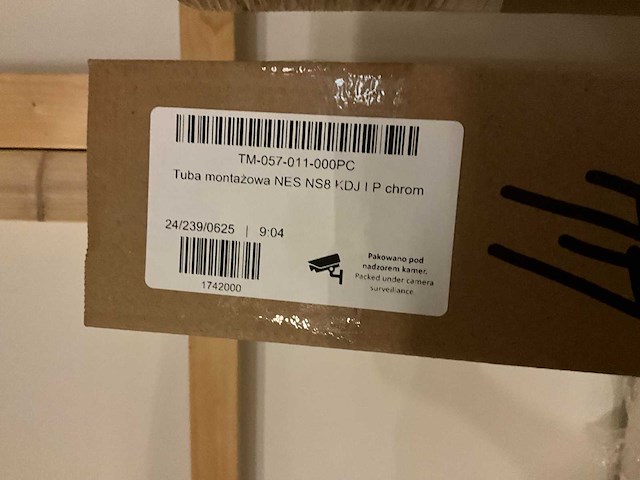 TM-057-011-000PC
Tuba montażowa NES NS8 KDJ I P chrom
24/239/0625 | 9:04
1742000
Pakowano pod
nadzorem kamer.
Packed under camera
surveillance.